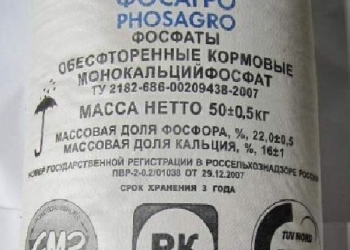 ФОСАГРО
PHOSAGRO
ФОСФАТЫ
ОБЕСФТОРЕННЫЕ КОРМОВЫЕ
МОНОКАЛЬЦИЙФОСФАТ
ТУ 2182-686-00209438-2007
МАССА НЕТТО 50±0,5КГ
МАССОВАЯ ДОЛЯ ФОСФОРА, %, 22,0±0,5
МАССОВАЯ ДОЛЯ КАЛЬЦИЯ, % 16±1
НОМЕР ГОСУДАРСТВЕННОЙ РЕГИСТРАЦИИ В РОССЕЛЬХОЗНАДЗОРЕ РОССИИ
ПВР-2-0.2/01038 ОТ 29.12.2007
СРОК ХРАНЕНИЯ 3 ГОДА
РК
TUV NORD